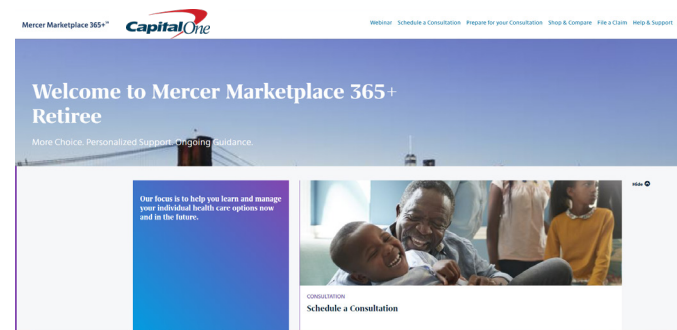 Mercer Marketplace 365+™
Capital One
Webinar Schedule a Consultation Prepare for your Consultation Shop & Compare File a Claim Help & Support
Welcome to Mercer Marketplace 365+
Retiree
More Choice. Personalized Support. Ongoing Guidance.
Hide
Our focus is to help you learn and manage
your individual health care options now
and in the future.
CONSULTATION
Schedule a Consultation